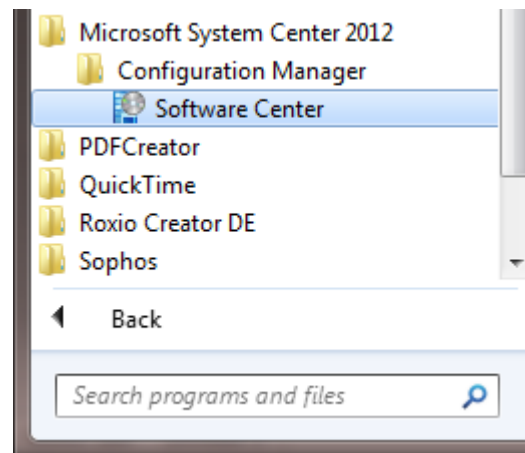 Microsoft System Center 2012
Configuration Manager
Software Center
PDFCreator
QuickTime
Roxio Creator DE
Sophos
Back
Search programs and files